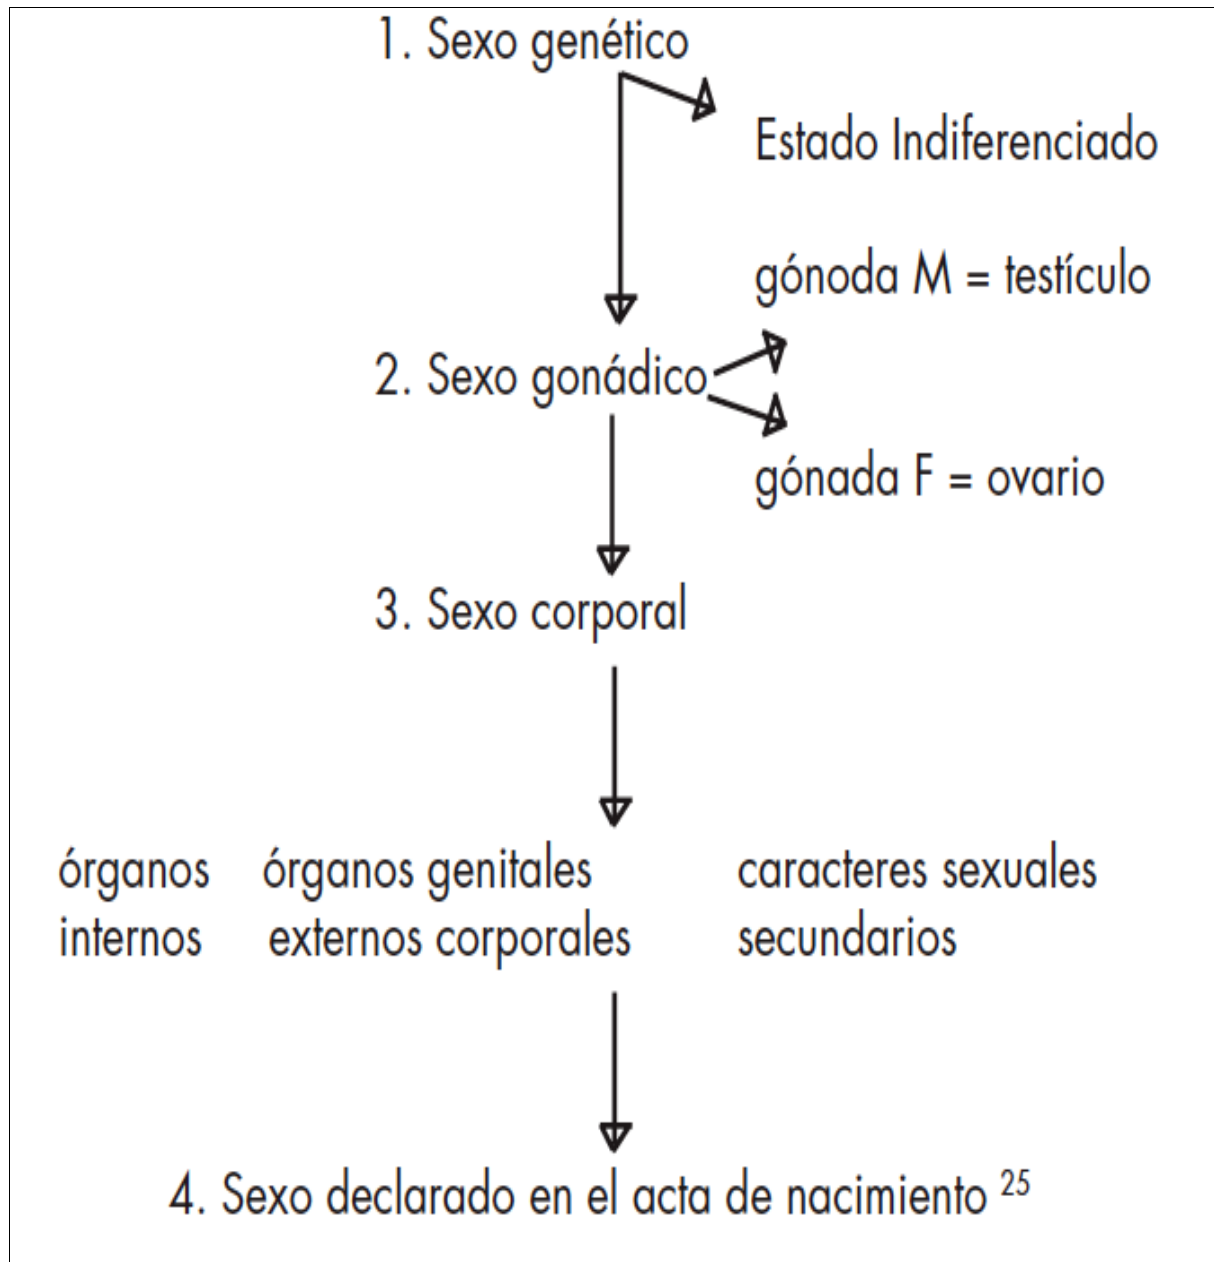 1. Sexo genético
Estado Indiferenciado
gónoda M = testículo
2. Sexo gonádico
gónada F = ovario
3. Sexo corporal
órganos órganos genitales caracteres sexuales
internos externos corporales secundarios
4. Sexo declarado en el acta de nacimiento 25